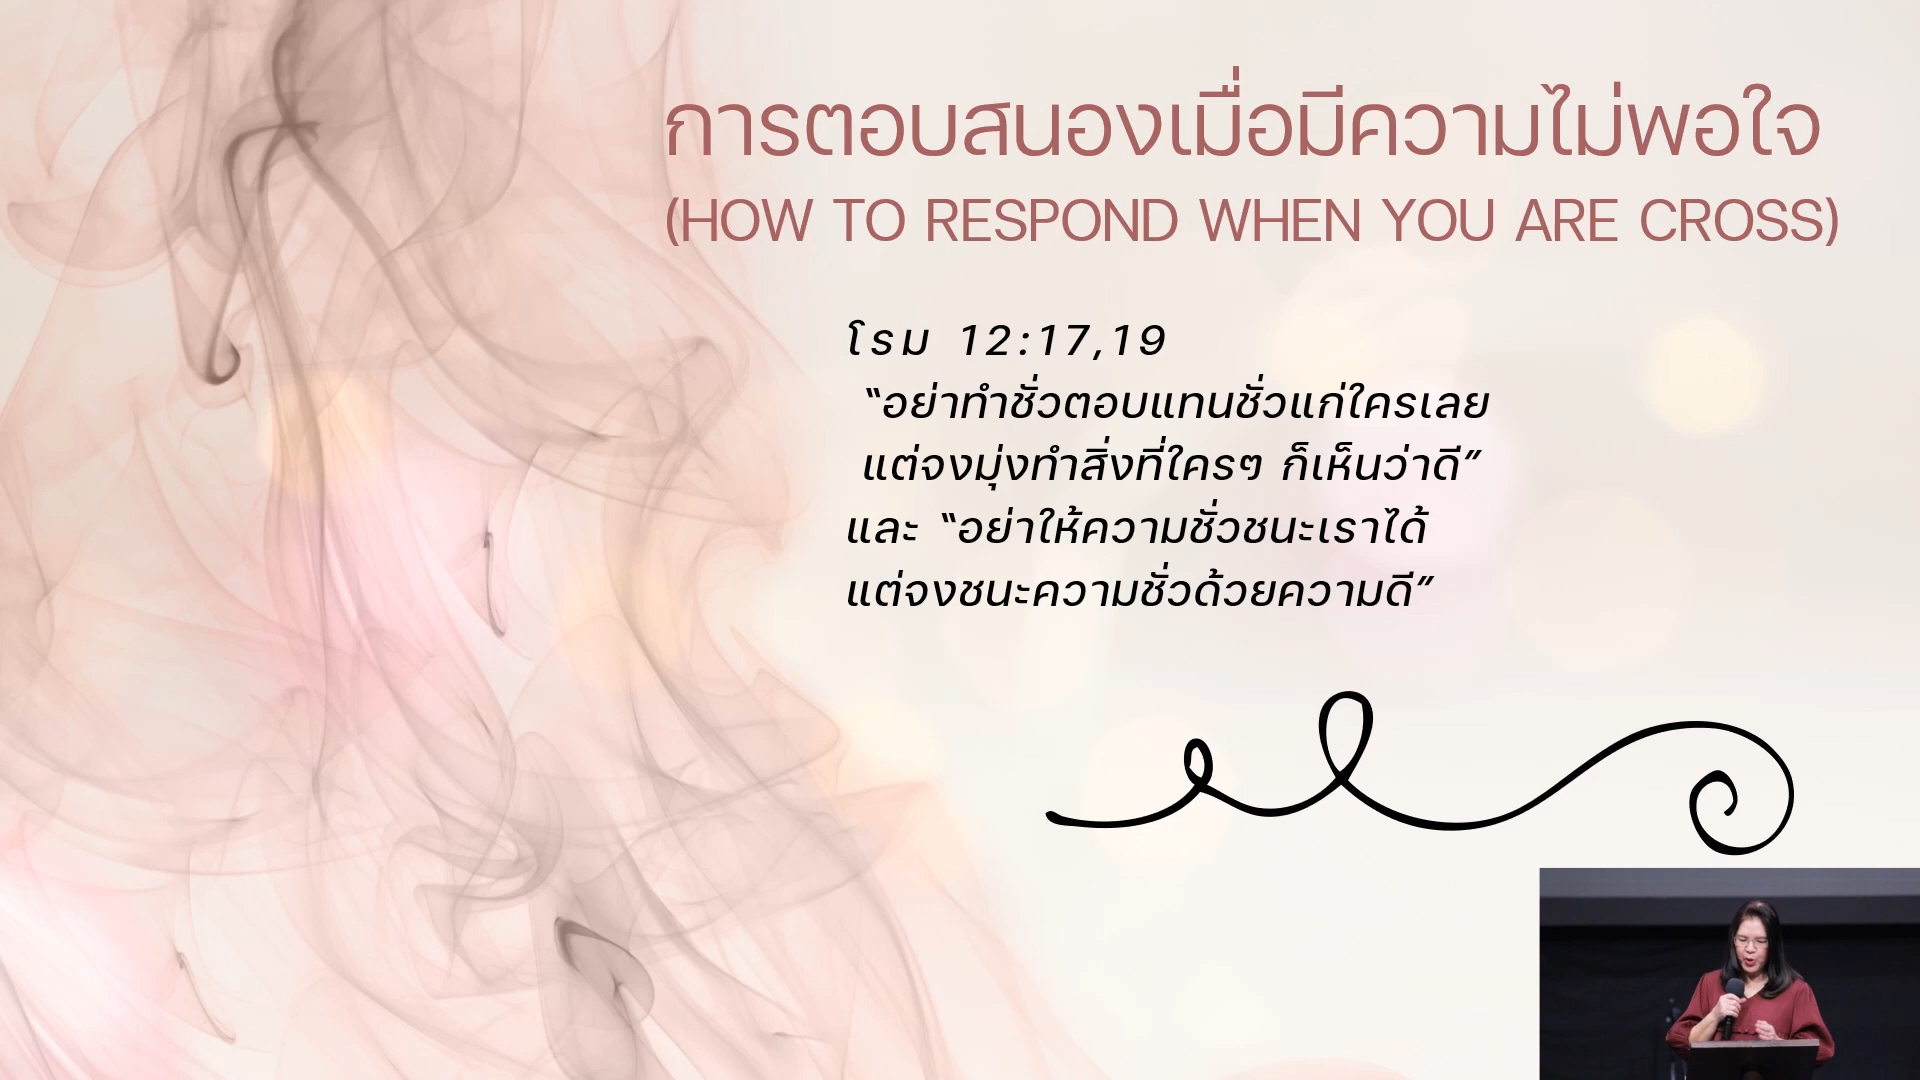 การตอบสนองเมื่อมีความไม่พอใจ
(HOW TO RESPOND WHEN YOU ARE CROSS)
โรม 12:17,19
“อย่าทำชั่วตอบแทนชั่วแก่ใครเลย
แต่จงมุ่งทำสิ่งที่ใครๆ ก็เห็นว่าดี”
และ “อย่าให้ความชั่วชนะเราได้
แต่จงชนะความชั่วด้วยความดี”